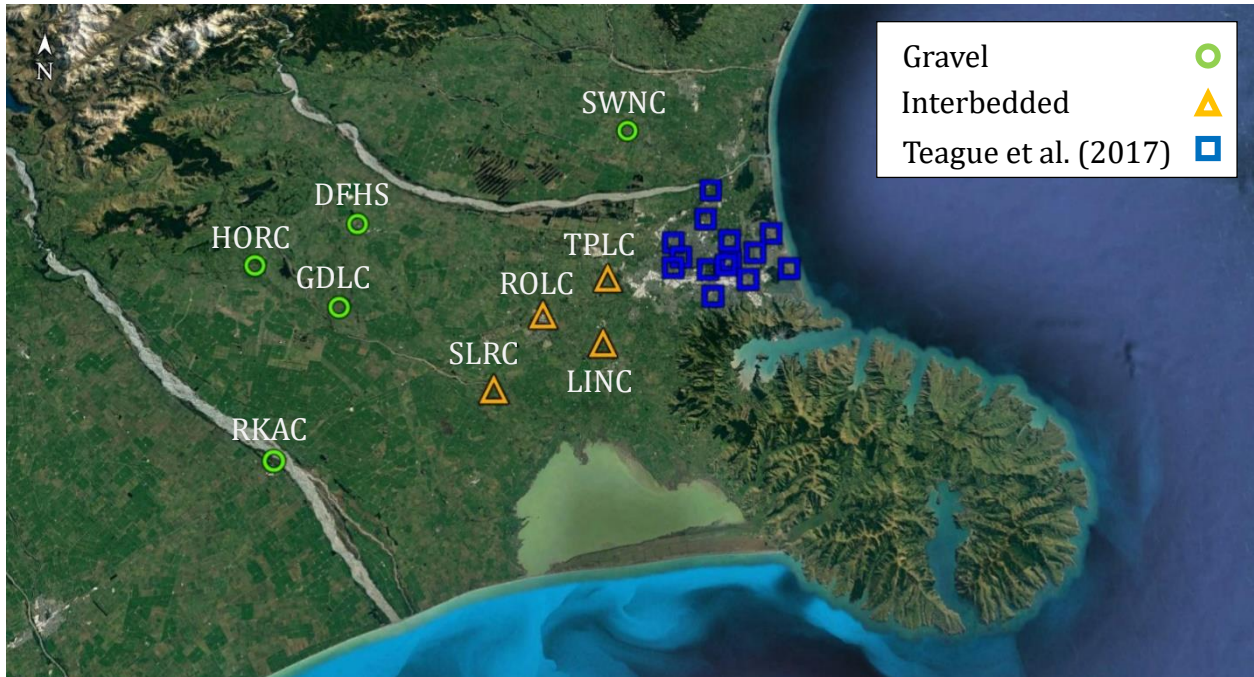 N
SWNC
DFHS
HORC
GDLC
TPLC
ROLC
SLRC
LINC
RKAC
Gravel
Interbedded
Teague et al. (2017)